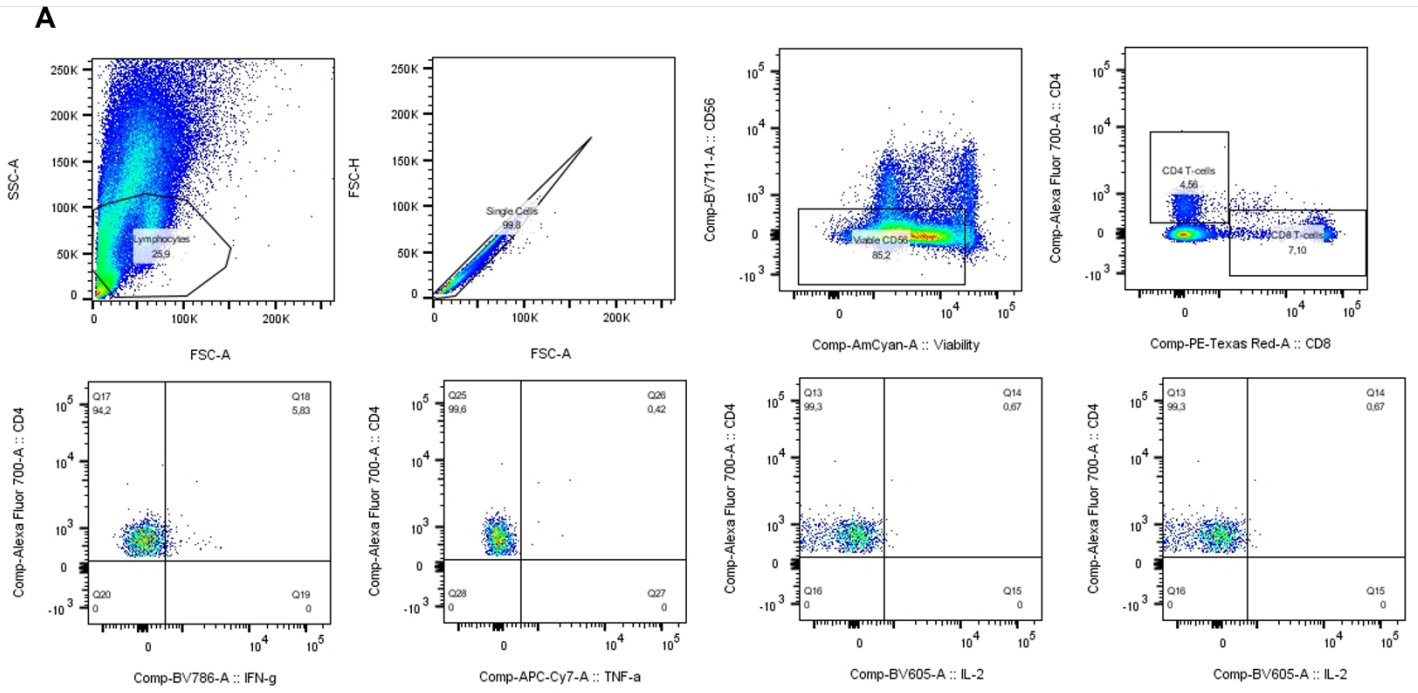 A
250K
200K
150K
100K
50K
0
SSC-A
Lymphocytes
25,9
0
100K
200K
FSC-A
250K
200K
150K
100K
50K
0
FSC-H
Single Cells
99,8
0
100K
200K
FSC-A
10^5
10^4
10^3
0
-10^3
Comp-BV711-A :: CD56
Viable CD56
85,2
0
10^4
10^5
Comp-AmCyan-A :: Viability
10^5
10^4
10^3
0
-10^3
Comp-Alexa Fluor 700-A :: CD4
CD4 T-cells
4,56
CD8 T-cells
7,10
0
10^4
10^5
Comp-PE-Texas Red-A :: CD8
10^5
10^4
10^3
0
-10^3
Comp-Alexa Fluor 700-A :: CD4
Q17
94,2
Q18
5,83
Q20
0
Q19
0
0
10^4
10^5
Comp-BV786-A :: IFN-g
10^5
10^4
10^3
0
-10^3
Comp-Alexa Fluor 700-A :: CD4
Q25
99,6
Q26
0,42
Q28
0
Q27
0
0
10^4
10^5
Comp-APC-Cy7-A :: TNF-a
10^5
10^4
10^3
0
-10^3
Comp-Alexa Fluor 700-A :: CD4
Q13
99,3
Q14
0,67
Q16
0
Q15
0
0
10^4
10^5
Comp-BV605-A :: IL-2
10^5
10^4
10^3
0
-10^3
Comp-Alexa Fluor 700-A :: CD4
Q13
99,3
Q14
0,67
Q16
0
Q15
0
0
10^4
10^5
Comp-BV605-A :: IL-2